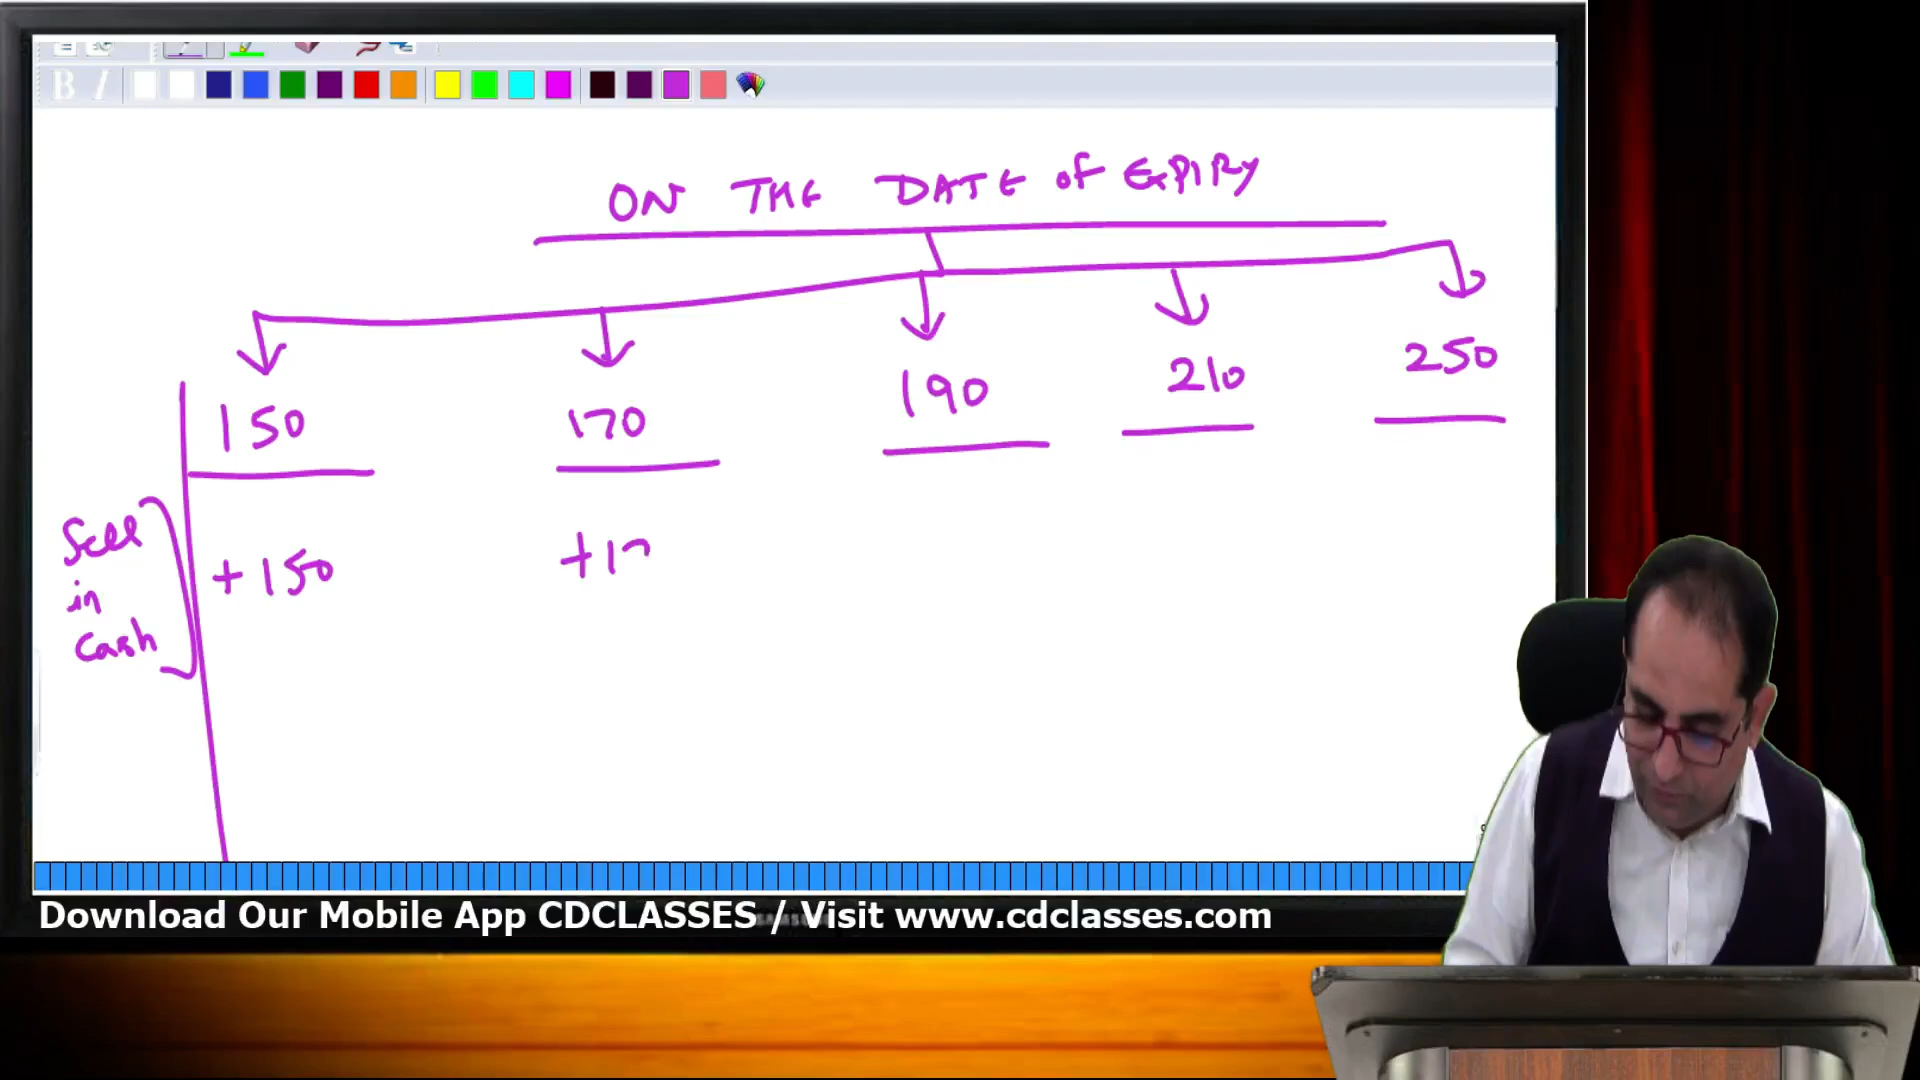 B I
ON THE DATE Of EXPIRY
150 170 190 210 250
Sell
in
Cash
+150 +17
Download Our Mobile App CDCLASSES / Visit www.cdclasses.com